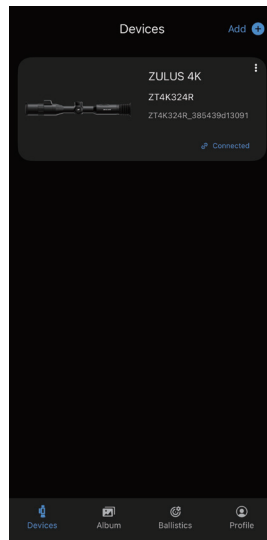 Devices
Add
ZULUS 4K
ZT4K324R
ZT4K324R_385439d13091
Connected
Devices
Album
Ballistics
Profile